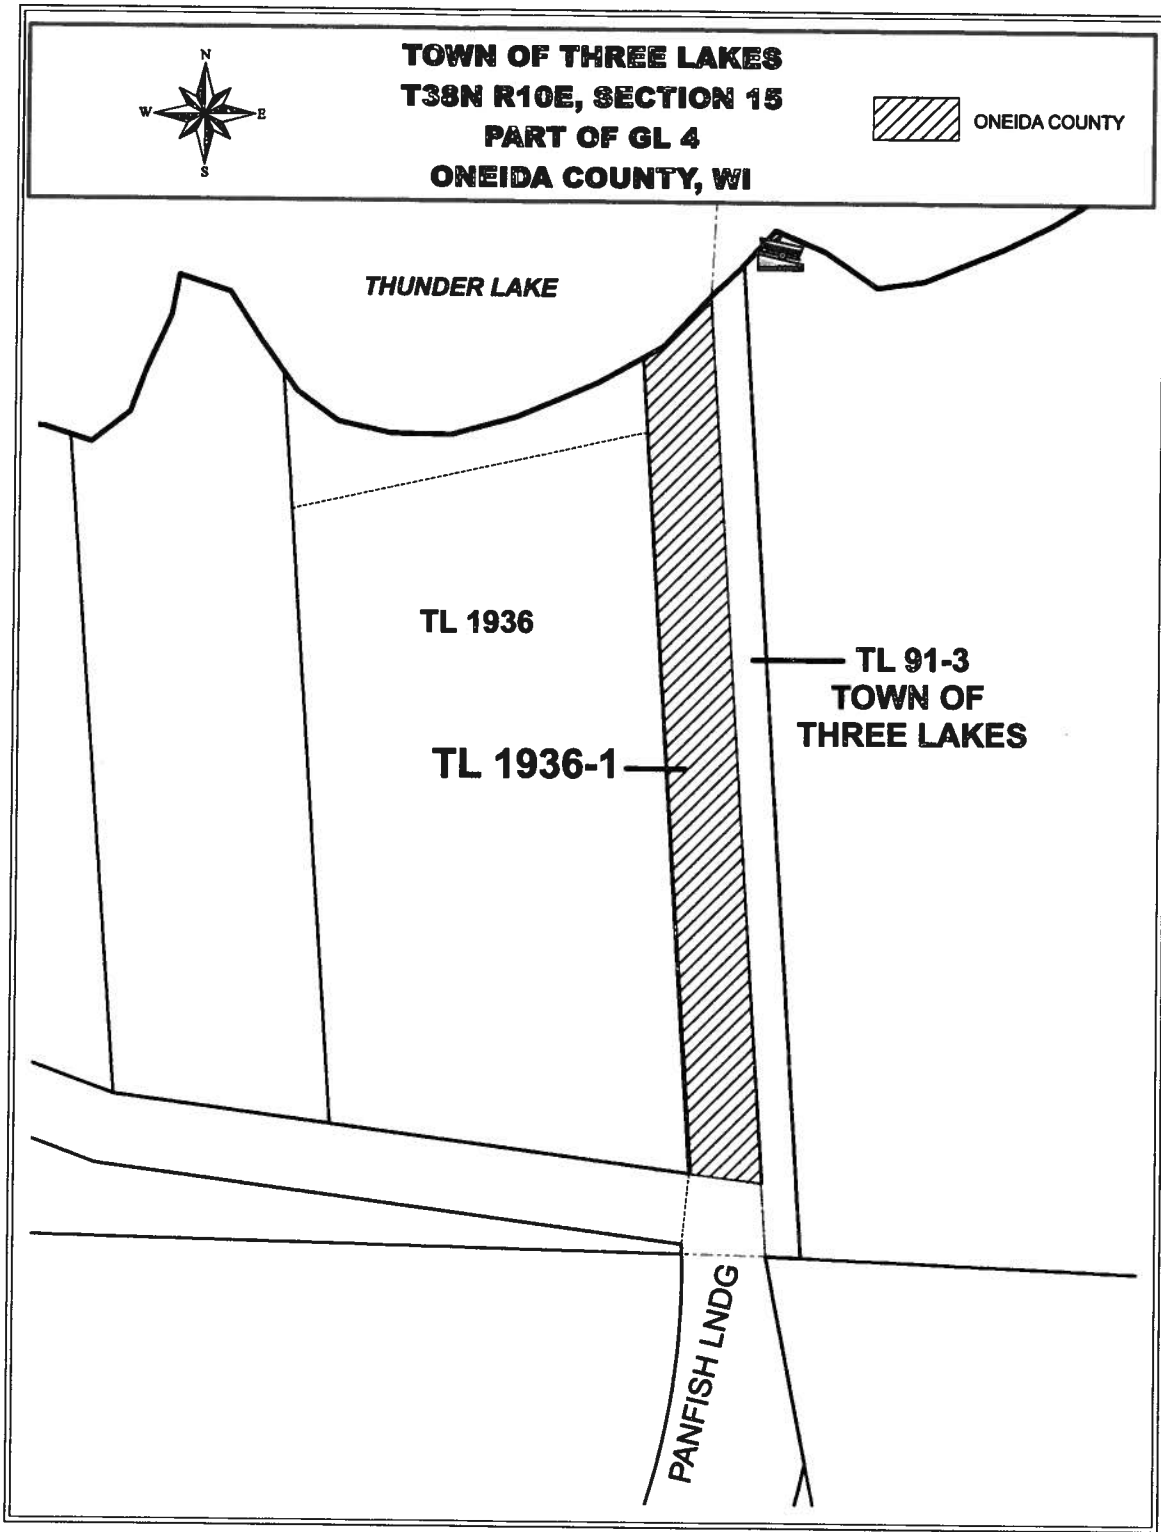 TOWN OF THREE LAKES
T38N R10E, SECTION 15
PART OF GL 4
ONEIDA COUNTY, WI
N
W E
S
ONEIDA COUNTY
THUNDER LAKE
TL 1936
TL 91-3
TOWN OF
THREE LAKES
TL 1936-1
PANFISH LNDG